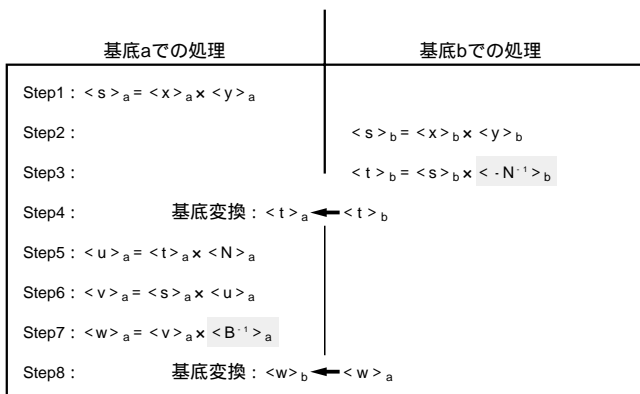 基底aでの処理 基底bでの処理
Step1 : < s > a = < x > a × < y > a
Step2 : < s > b = < x > b × < y > b
Step3 : < t > b = < s > b × < - N -1 > b
Step4 : 基底変換 : < t > a ← < t > b
Step5 : < u > a = < t > a × < N > a
Step6 : < v > a = < s > a × < u > a
Step7 : < w > a = < v > a × < B -1 > a
Step8 : 基底変換 : <w> b ← < w > a